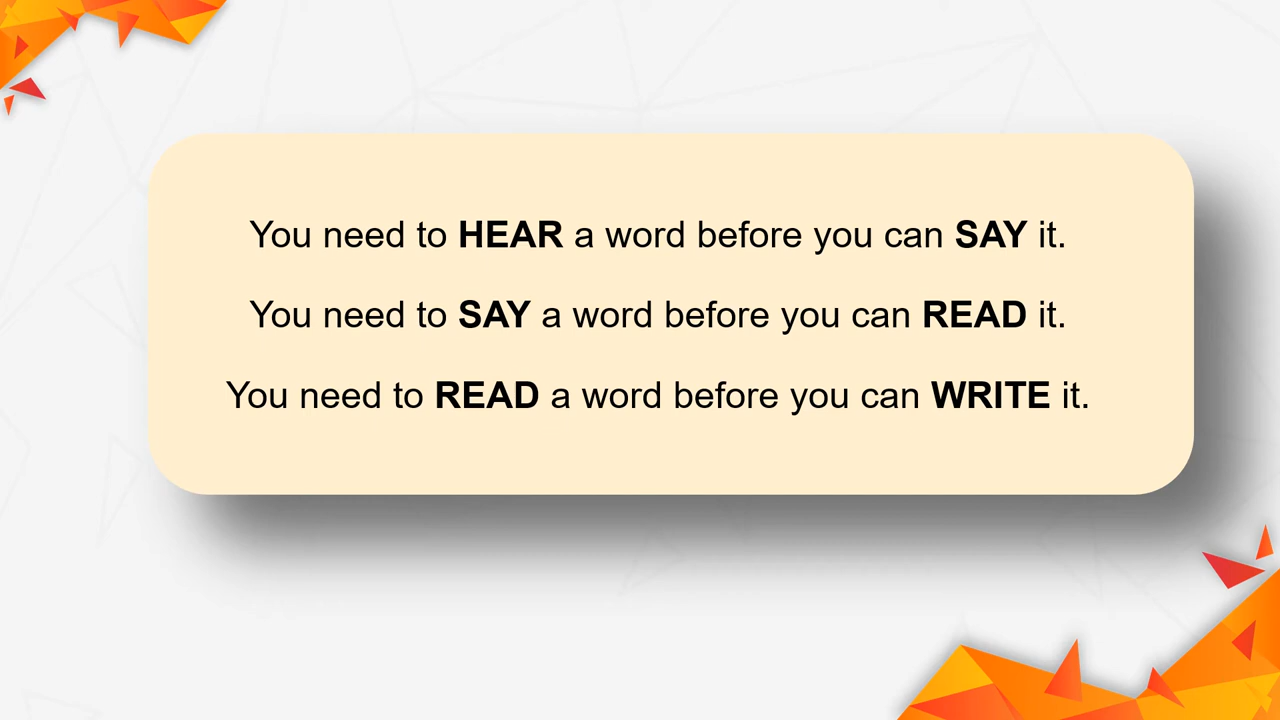 You need to HEAR a word before you can SAY it.
You need to SAY a word before you can READ it.
You need to READ a word before you can WRITE it.